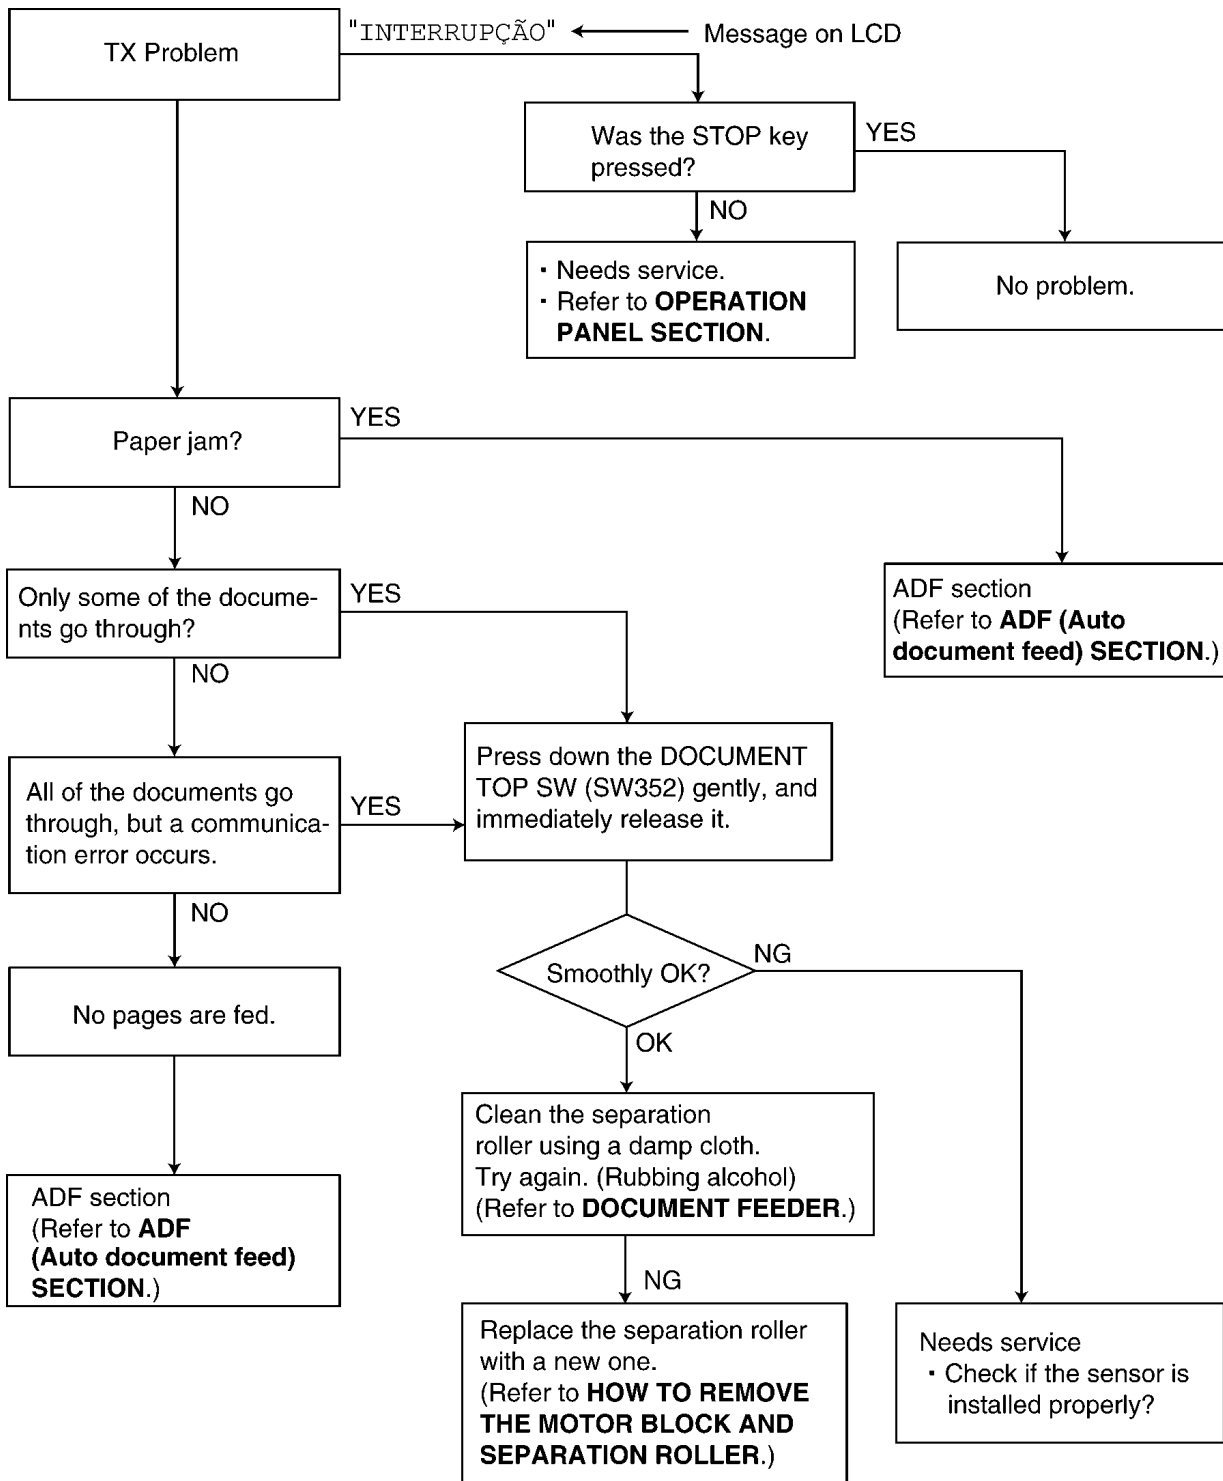 "INTERRUPÇÃO"
Message on LCD
TX Problem
Was the STOP key
pressed?
YES
NO
· Needs service.
· Refer to OPERATION
PANEL SECTION.
No problem.
Paper jam?
YES
NO
Only some of the docume-
nts go through?
YES
NO
ADF section
(Refer to ADF (Auto
document feed) SECTION.)
All of the documents go
through, but a communica-
tion error occurs.
YES
NO
Press down the DOCUMENT
TOP SW (SW352) gently, and
immediately release it.
Smoothly OK?
NG
OK
No pages are fed.
ADF section
(Refer to ADF
(Auto document feed)
SECTION.)
Clean the separation
roller using a damp cloth.
Try again. (Rubbing alcohol)
(Refer to DOCUMENT FEEDER.)
NG
Replace the separation roller
with a new one.
(Refer to HOW TO REMOVE
THE MOTOR BLOCK AND
SEPARATION ROLLER.)
Needs service
· Check if the sensor is
installed properly?